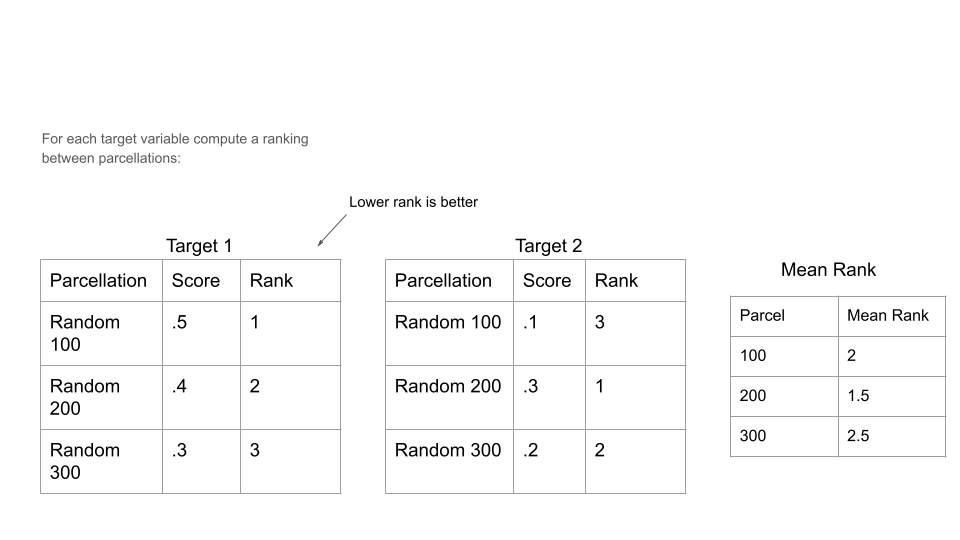 For each target variable compute a ranking
between parcellations:
Lower rank is better
Target 1
Parcellation Score Rank
Random
100 .5 1
Random
200 .4 2
Random
300 .3 3
Target 2
Parcellation Score Rank
Random 100 .1 3
Random 200 .3 1
Random 300 .2 2
Mean Rank
Parcel Mean Rank
100 2
200 1.5
300 2.5